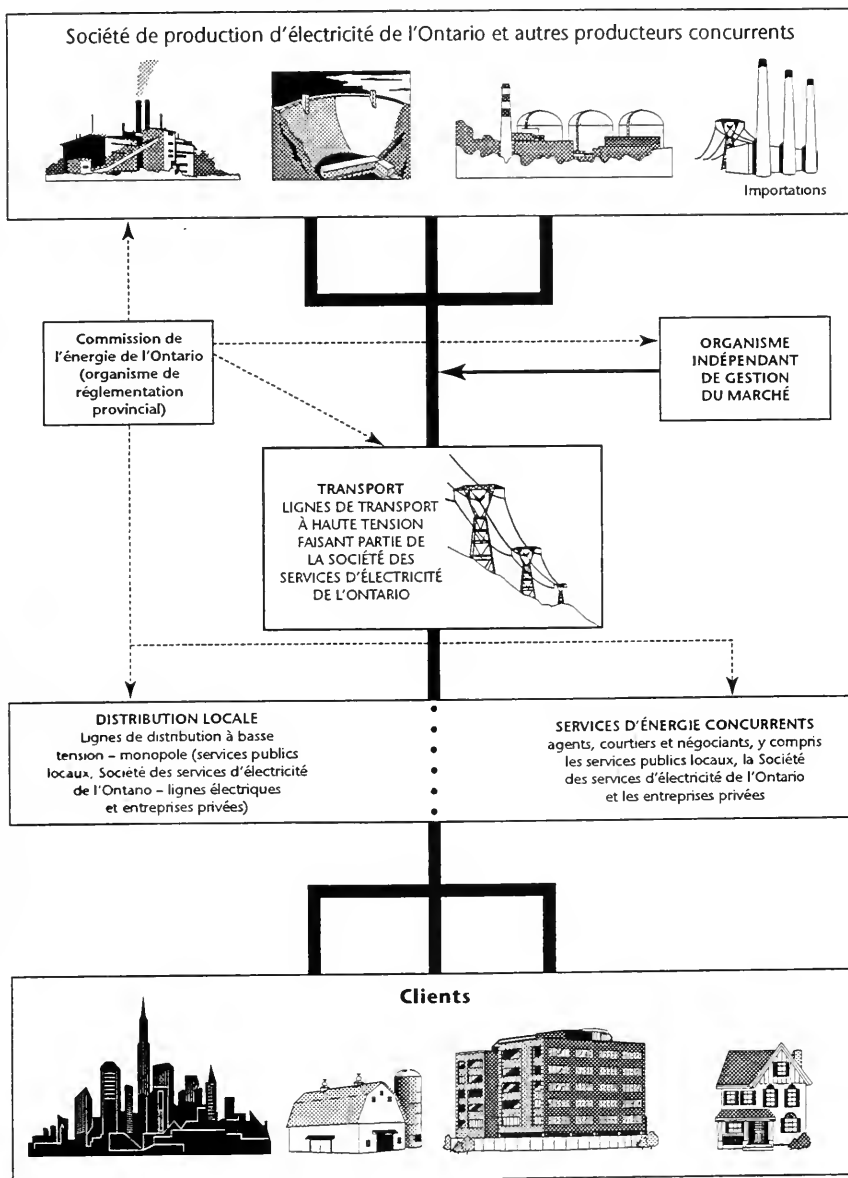 Société de production d'électricité de l'Ontario et autres producteurs concurrents
Importations
Commission de
l'énergie de l'Ontario
(organisme de
réglementation
provincial)
ORGANISME
INDÉPENDANT
DE GESTION
DU MARCHÉ
TRANSPORT
LIGNES DE TRANSPORT
À HAUTE TENSION
FAISANT PARTIE DE
LA SOCIÉTÉ DES
SERVICES D'ÉLECTRICITÉ
DE L'ONTARIO
DISTRIBUTION LOCALE
Lignes de distribution à basse
tension – monopole (services publics
locaux, Société des services d'électricité
de l'Ontario – lignes électriques
et entreprises privées)
SERVICES D'ÉNERGIE CONCURRENTS
agents, courtiers et négociants, y compris
les services publics locaux, la Société
des services d'électricité de l'Ontario
et les entreprises privées
Clients